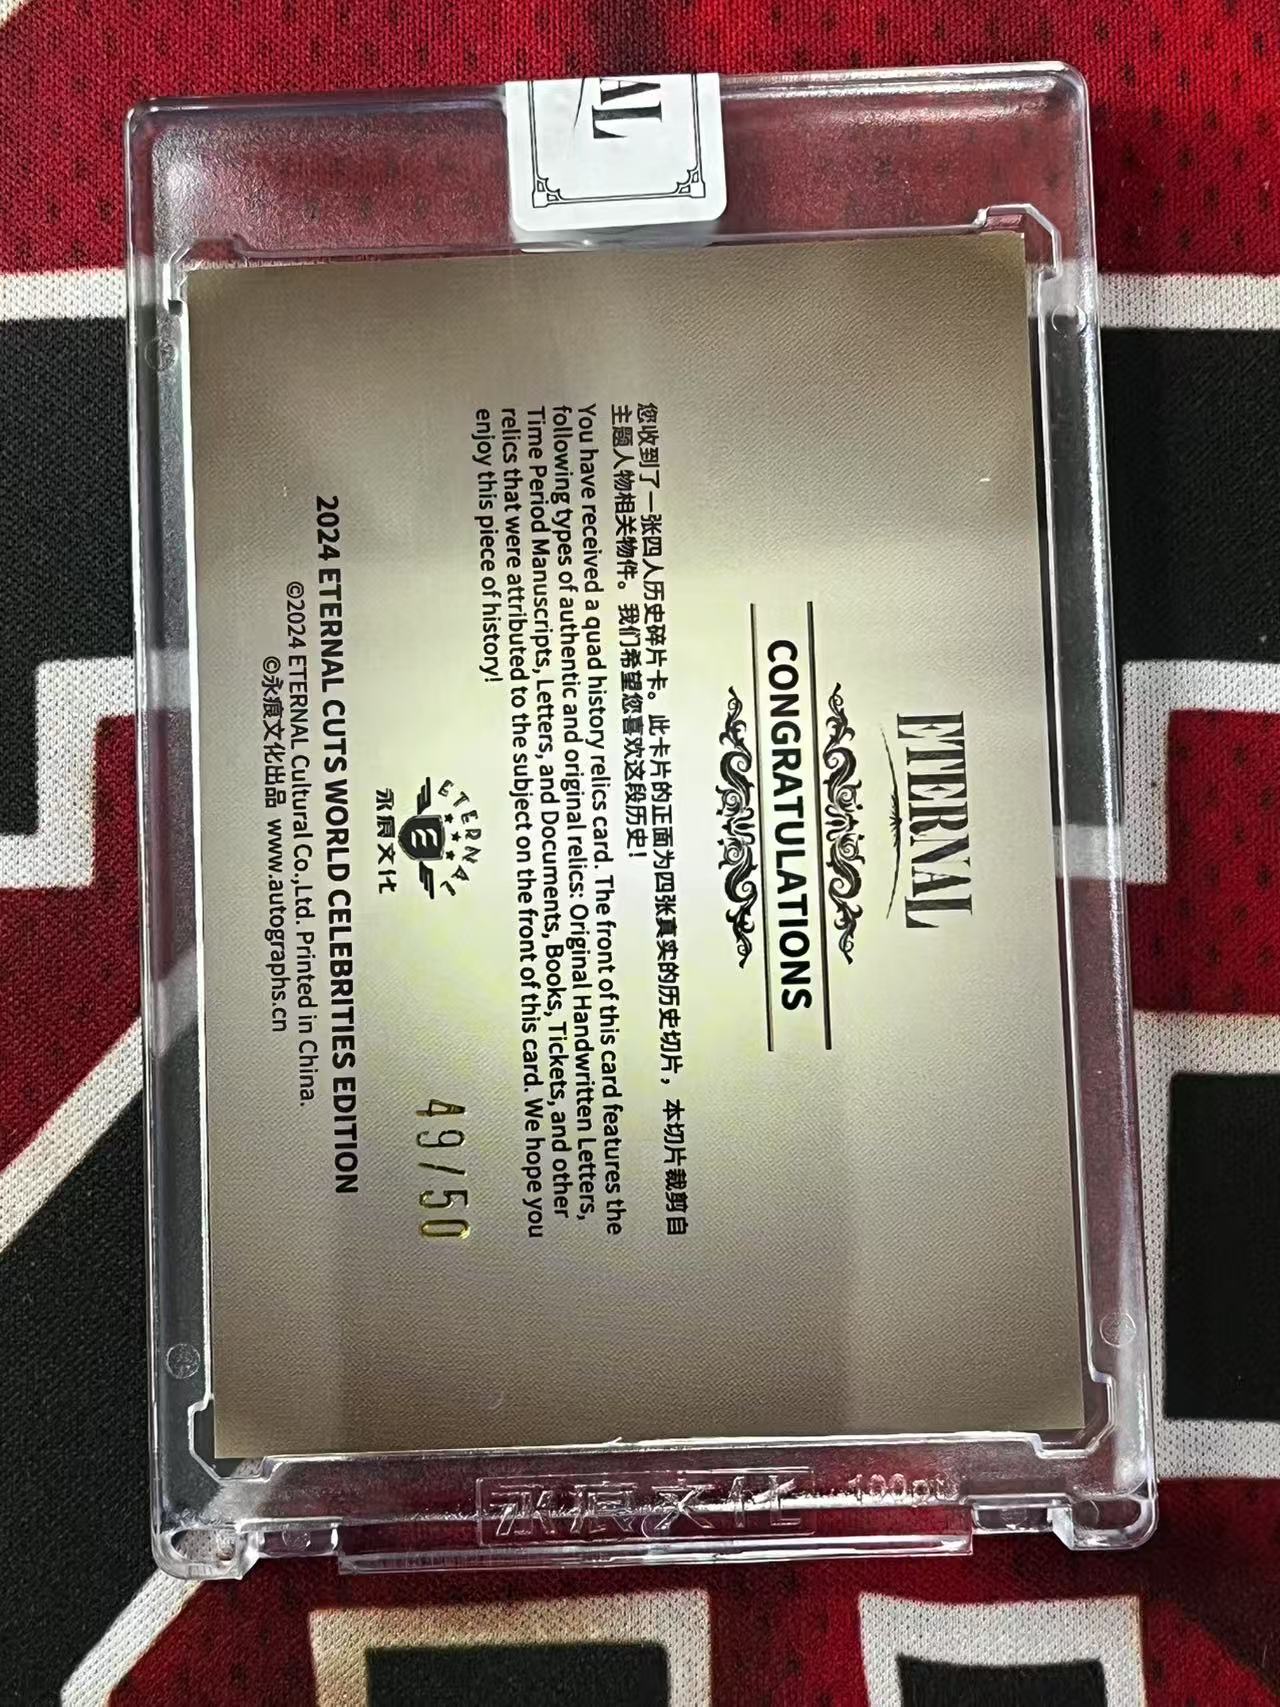 ETERNAL
CONGRATULATIONS
您收到了一张四人历史碎片卡。此卡片的正面为四张真实的历史切片，本切片裁剪自
主题人物相关物件。我们希望您喜欢这段历史！
You have received a quad history relics card. The front of this card features the
following types of authentic and original relics: Original Handwritten Letters,
Time Period Manuscripts, Letters, and Documents, Books, Tickets, and other
relics that were attributed to the subject on the front of this card. We hope you
enjoy this piece of history!
ETERNAL
E
永痕文化
49/50
2024 ETERNAL CUTS WORLD CELEBRITIES EDITION
©2024 ETERNAL Cultural Co.,Ltd. Printed in China.
©永痕文化出品 www.autographs.cn
AL
永痕文化